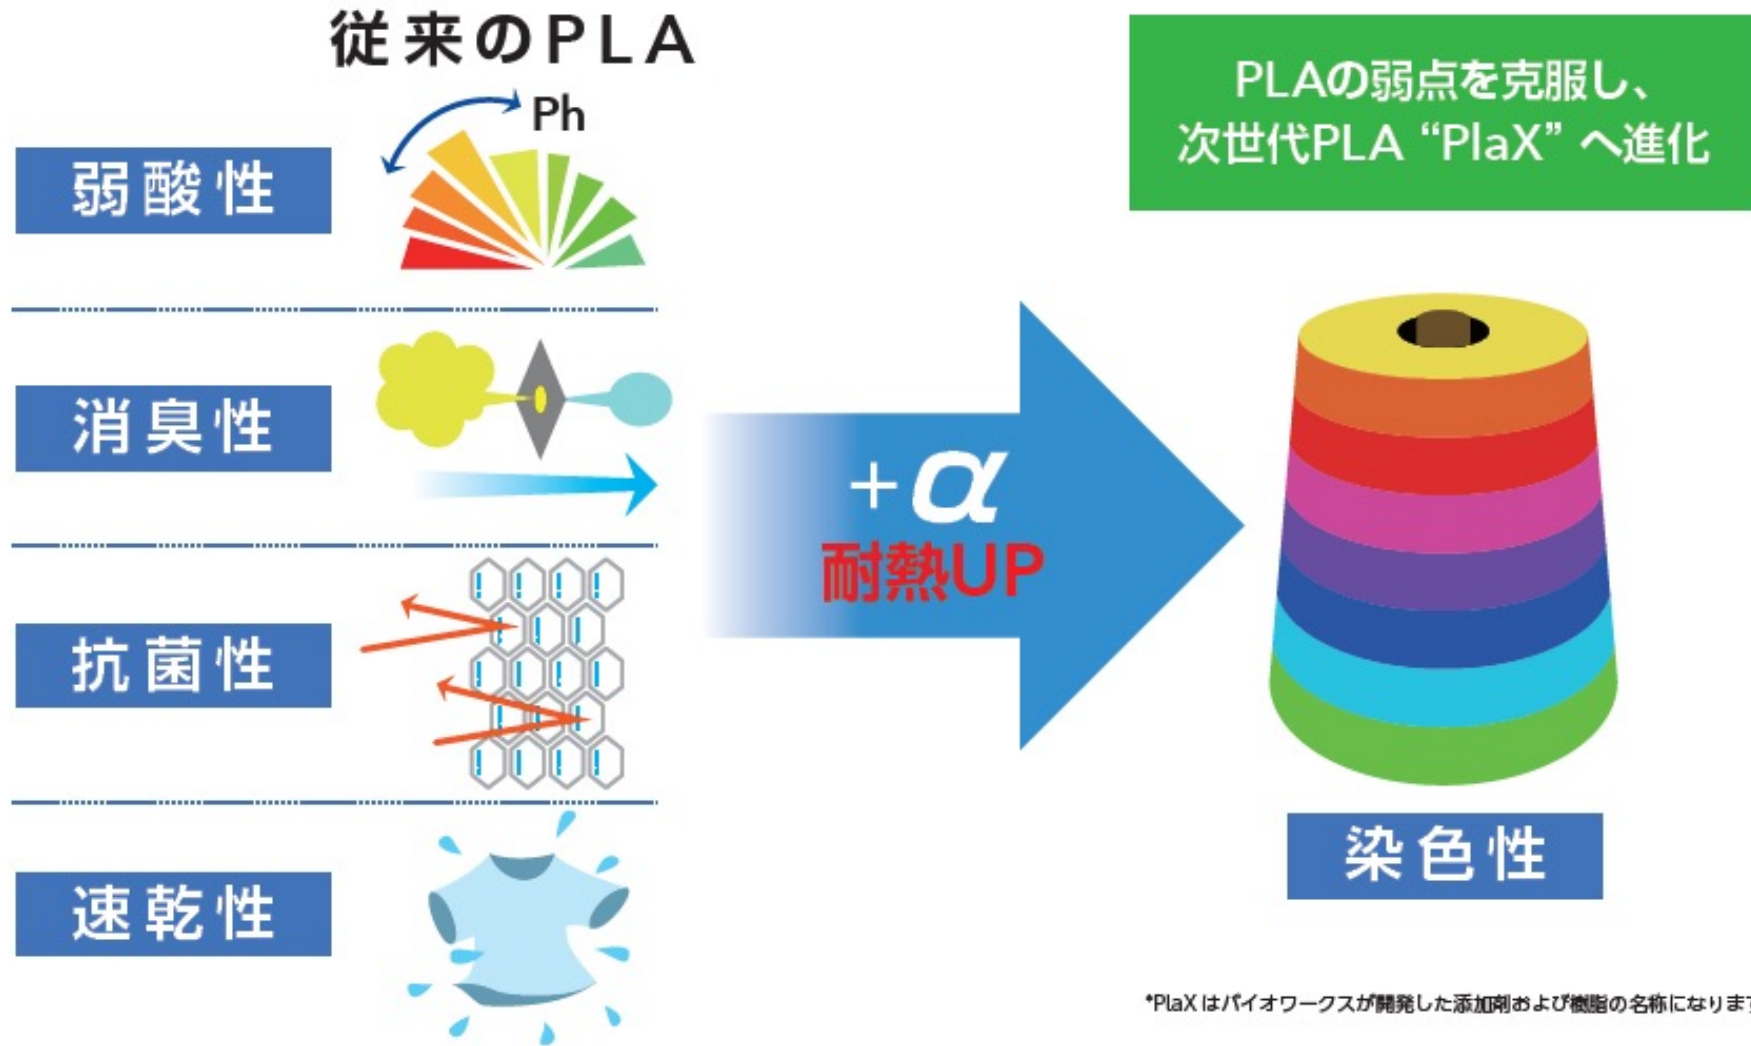 従来のPLA
Ph
弱酸性
消臭性
抗菌性
速乾性
+α
耐熱UP
PLAの弱点を克服し、
次世代PLA “PlaX” へ進化
染色性
*PlaX はバイオワークスが開発した添加剤および樹脂の名称になります